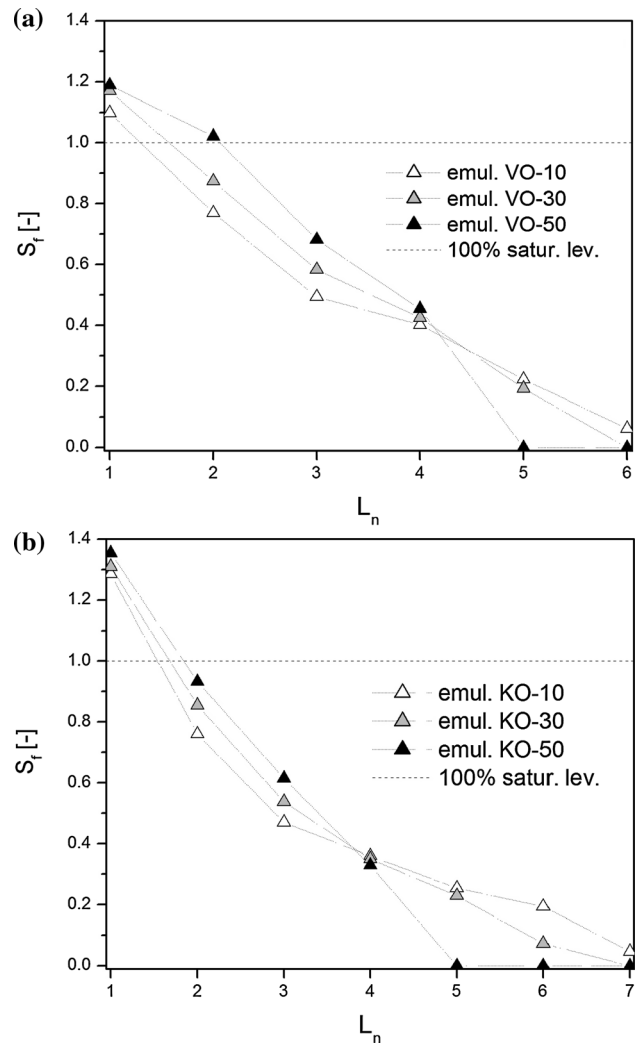 (a)
1.4
1.2
1.0
0.8
0.6
0.4
0.2
0.0
S_f [-]
emul. VO-10
emul. VO-30
emul. VO-50
100% satur. lev.
1 2 3 4 5 6
L_n
(b)
1.4
1.2
1.0
0.8
0.6
0.4
0.2
0.0
S_f [-]
emul. KO-10
emul. KO-30
emul. KO-50
100% satur. lev.
1 2 3 4 5 6 7
L_n